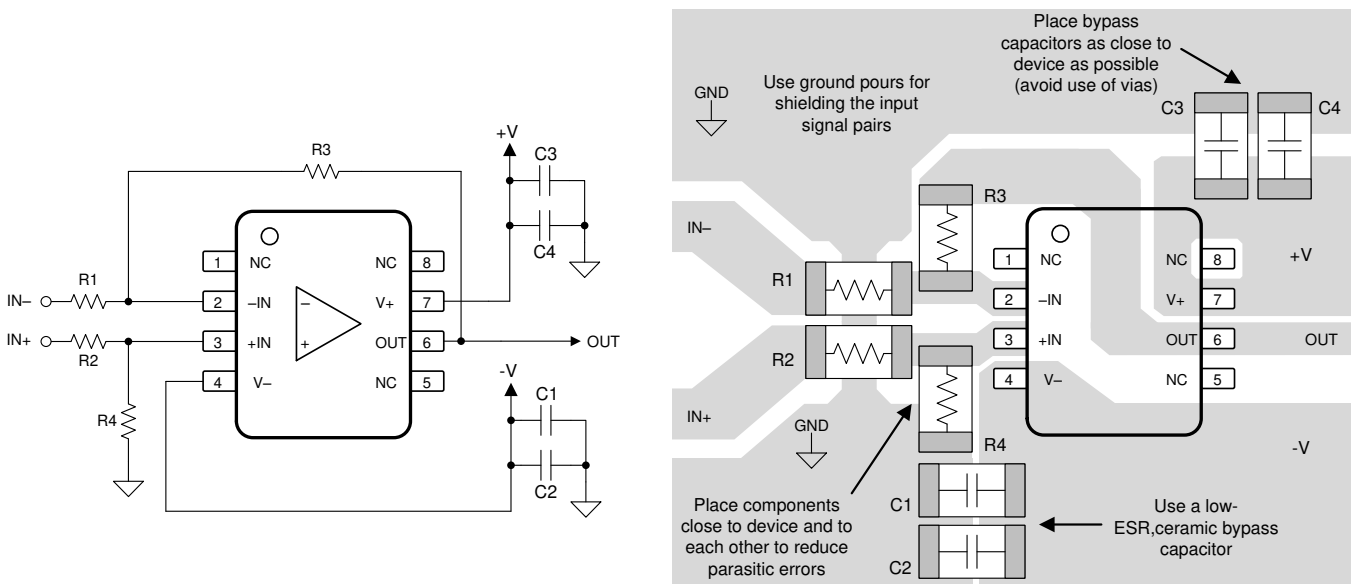 R3
+V
C3
C4
R1
R2
R4
IN–
IN+
1 NC
2 –IN
3 +IN
4 V–
NC 8
V+ 7
OUT 6
NC 5
–
+
OUT
-V
C1
C2
Place bypass
capacitors as close to
device as possible
(avoid use of vias)
Use ground pours for
shielding the input
signal pairs
GND
C3
C4
R3
IN–
R1
R2
IN+
GND
R4
1 NC
2 –IN
3 +IN
4 V–
NC 8
V+ 7
OUT 6
NC 5
+V
OUT
-V
C1
C2
Place components
close to device and to
each other to reduce
parasitic errors
Use a low-
ESR,ceramic bypass
capacitor